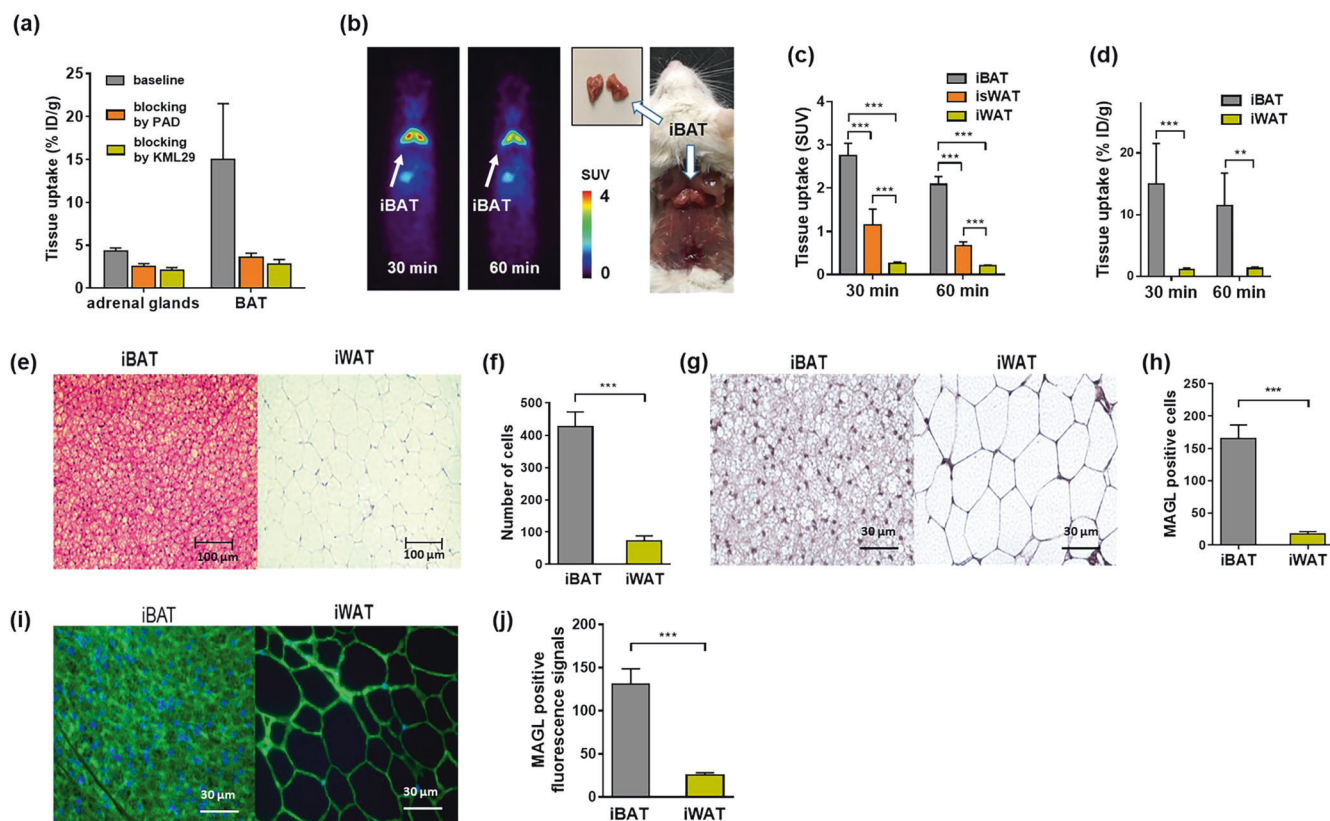 (a)
Tissue uptake (% ID/g)
25
20
15
10
5
0
baseline
blocking
by PAD
blocking
by KML29
adrenal glands
BAT
(b)
iBAT
30 min
iBAT
60 min
SUV
4
0
iBAT
(c)
iBAT
isWAT
iWAT
Tissue uptake (SUV)
4
3
2
1
0
***
***
***
***
***
***
30 min
60 min
(d)
iBAT
iWAT
Tissue uptake (% ID/g)
20
10
0
***
**
30 min
60 min
(e)
iBAT
iWAT
100 µm
100 µm
(f)
Number of cells
500
400
300
200
100
0
***
iBAT
iWAT
(g)
iBAT
iWAT
30 µm
30 µm
(h)
MAGL positive cells
250
200
150
100
50
0
***
iBAT
iWAT
(i)
iBAT
iWAT
30 µm
30 µm
(j)
MAGL positive
fluorescence signals
200
150
100
50
0
***
iBAT
iWAT